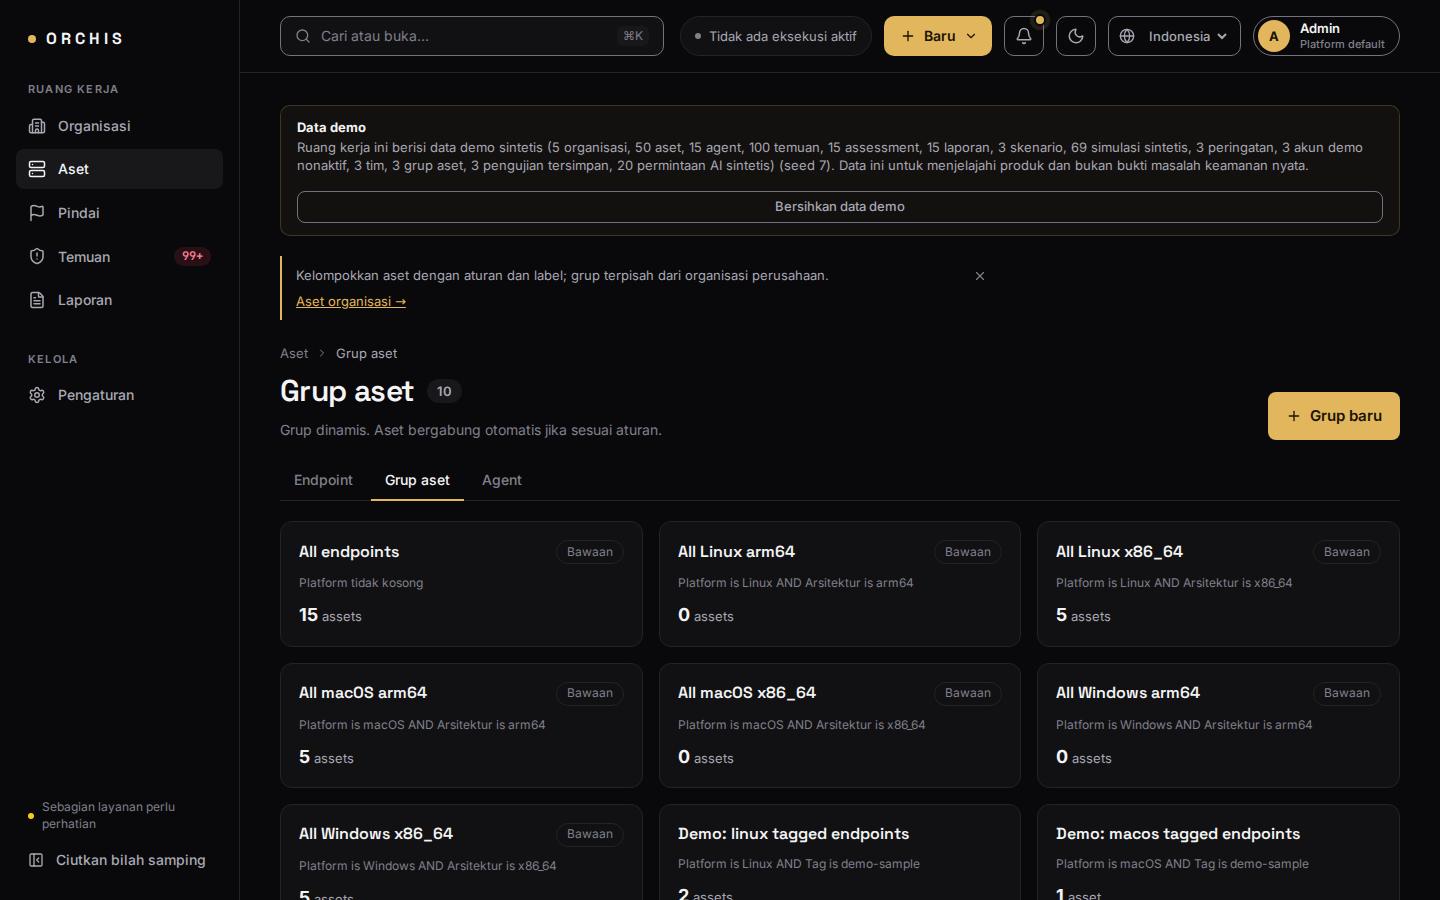 ORCHIS
RUANG KERJA
Organisasi
Aset
Pindai
Temuan 99+
Laporan
KELOLA
Pengaturan
Sebagian layanan perlu
perhatian
Ciutkan bilah samping
Cari atau buka... ⌘K
Tidak ada eksekusi aktif
Baru
Indonesia
A
Admin
Platform default
Data demo
Ruang kerja ini berisi data demo sintetis (5 organisasi, 50 aset, 15 agent, 100 temuan, 15 assessment, 15 laporan, 3 skenario, 69 simulasi sintetis, 3 peringatan, 3 akun demo
nonaktif, 3 tim, 3 grup aset, 3 pengujian tersimpan, 20 permintaan AI sintetis) (seed 7). Data ini untuk menjelajahi produk dan bukan bukti masalah keamanan nyata.
Bersihkan data demo
Kelompokkan aset dengan aturan dan label; grup terpisah dari organisasi perusahaan.
Aset organisasi →
Aset > Grup aset
Grup aset 10
Grup dinamis. Aset bergabung otomatis jika sesuai aturan.
+ Grup baru
Endpoint Grup aset Agent
All endpoints Bawaan
Platform tidak kosong
15 assets
All Linux arm64 Bawaan
Platform is Linux AND Arsitektur is arm64
0 assets
All Linux x86_64 Bawaan
Platform is Linux AND Arsitektur is x86_64
5 assets
All macOS arm64 Bawaan
Platform is macOS AND Arsitektur is arm64
5 assets
All macOS x86_64 Bawaan
Platform is macOS AND Arsitektur is x86_64
0 assets
All Windows arm64 Bawaan
Platform is Windows AND Arsitektur is arm64
0 assets
All Windows x86_64 Bawaan
Platform is Windows AND Arsitektur is x86_64
5 assets
Demo: linux tagged endpoints
Platform is Linux AND Tag is demo-sample
2 assets
Demo: macos tagged endpoints
Platform is macOS AND Tag is demo-sample
1 asset